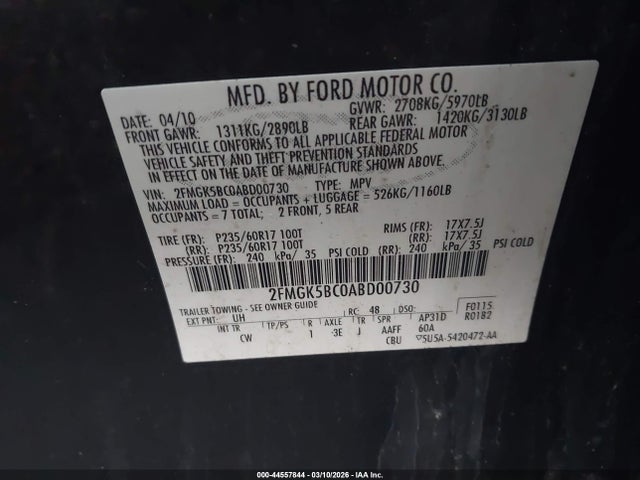 MFD. BY FORD MOTOR CO.
DATE: 04/10 GVWR: 2708KG/5970LB
FRONT GAWR: 1311KG/2890LB REAR GAWR: 1420KG/3130LB
THIS VEHICLE CONFORMS TO ALL APPLICABLE FEDERAL MOTOR
VEHICLE SAFETY AND THEFT PREVENTION STANDARDS
IN EFFECT ON THE DATE OF MANUFACTURE SHOWN ABOVE.
VIN: 2FMGK5BC0ABD00730 TYPE: MPV
MAXIMUM LOAD = OCCUPANTS + LUGGAGE = 526KG/1160LB
OCCUPANTS = 7 TOTAL; 2 FRONT, 5 REAR
TIRE (FR): P235/60R17 100T RIMS (FR): 17X7.5J
(RR): P235/60R17 100T (RR): 17X7.5J
PRESSURE (FR): 240 kPa/ 35 PSI COLD (RR): 240 kPa/ 35 PSI COLD
2FMGK5BC0ABD00730
TRAILER TOWING - SEE OWNER GUIDE
EXT PNT: UH RC: 48 DSO: F0115
R0182
INT TR TP/PS R AXLE TR SPR AP31D
CW 1 3E J AAFF 60A
CBU ▽5U5A-5420472-AA
000-44557844 | 03/10/2026 - IAA Inc.